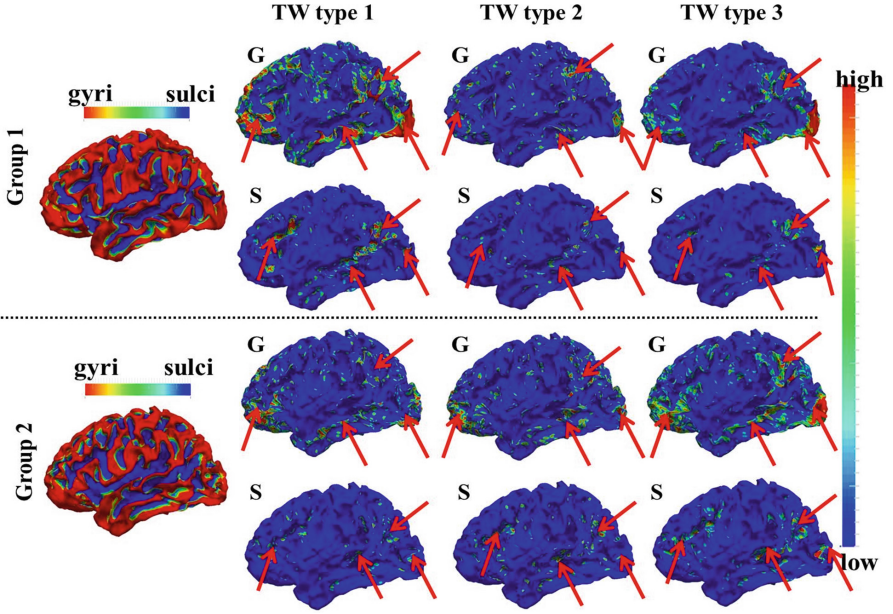 TW type 1 TW type 2 TW type 3
G G G
high
gyri sulci
Group 1
S S S
G G G
gyri sulci
Group 2
S S S
low